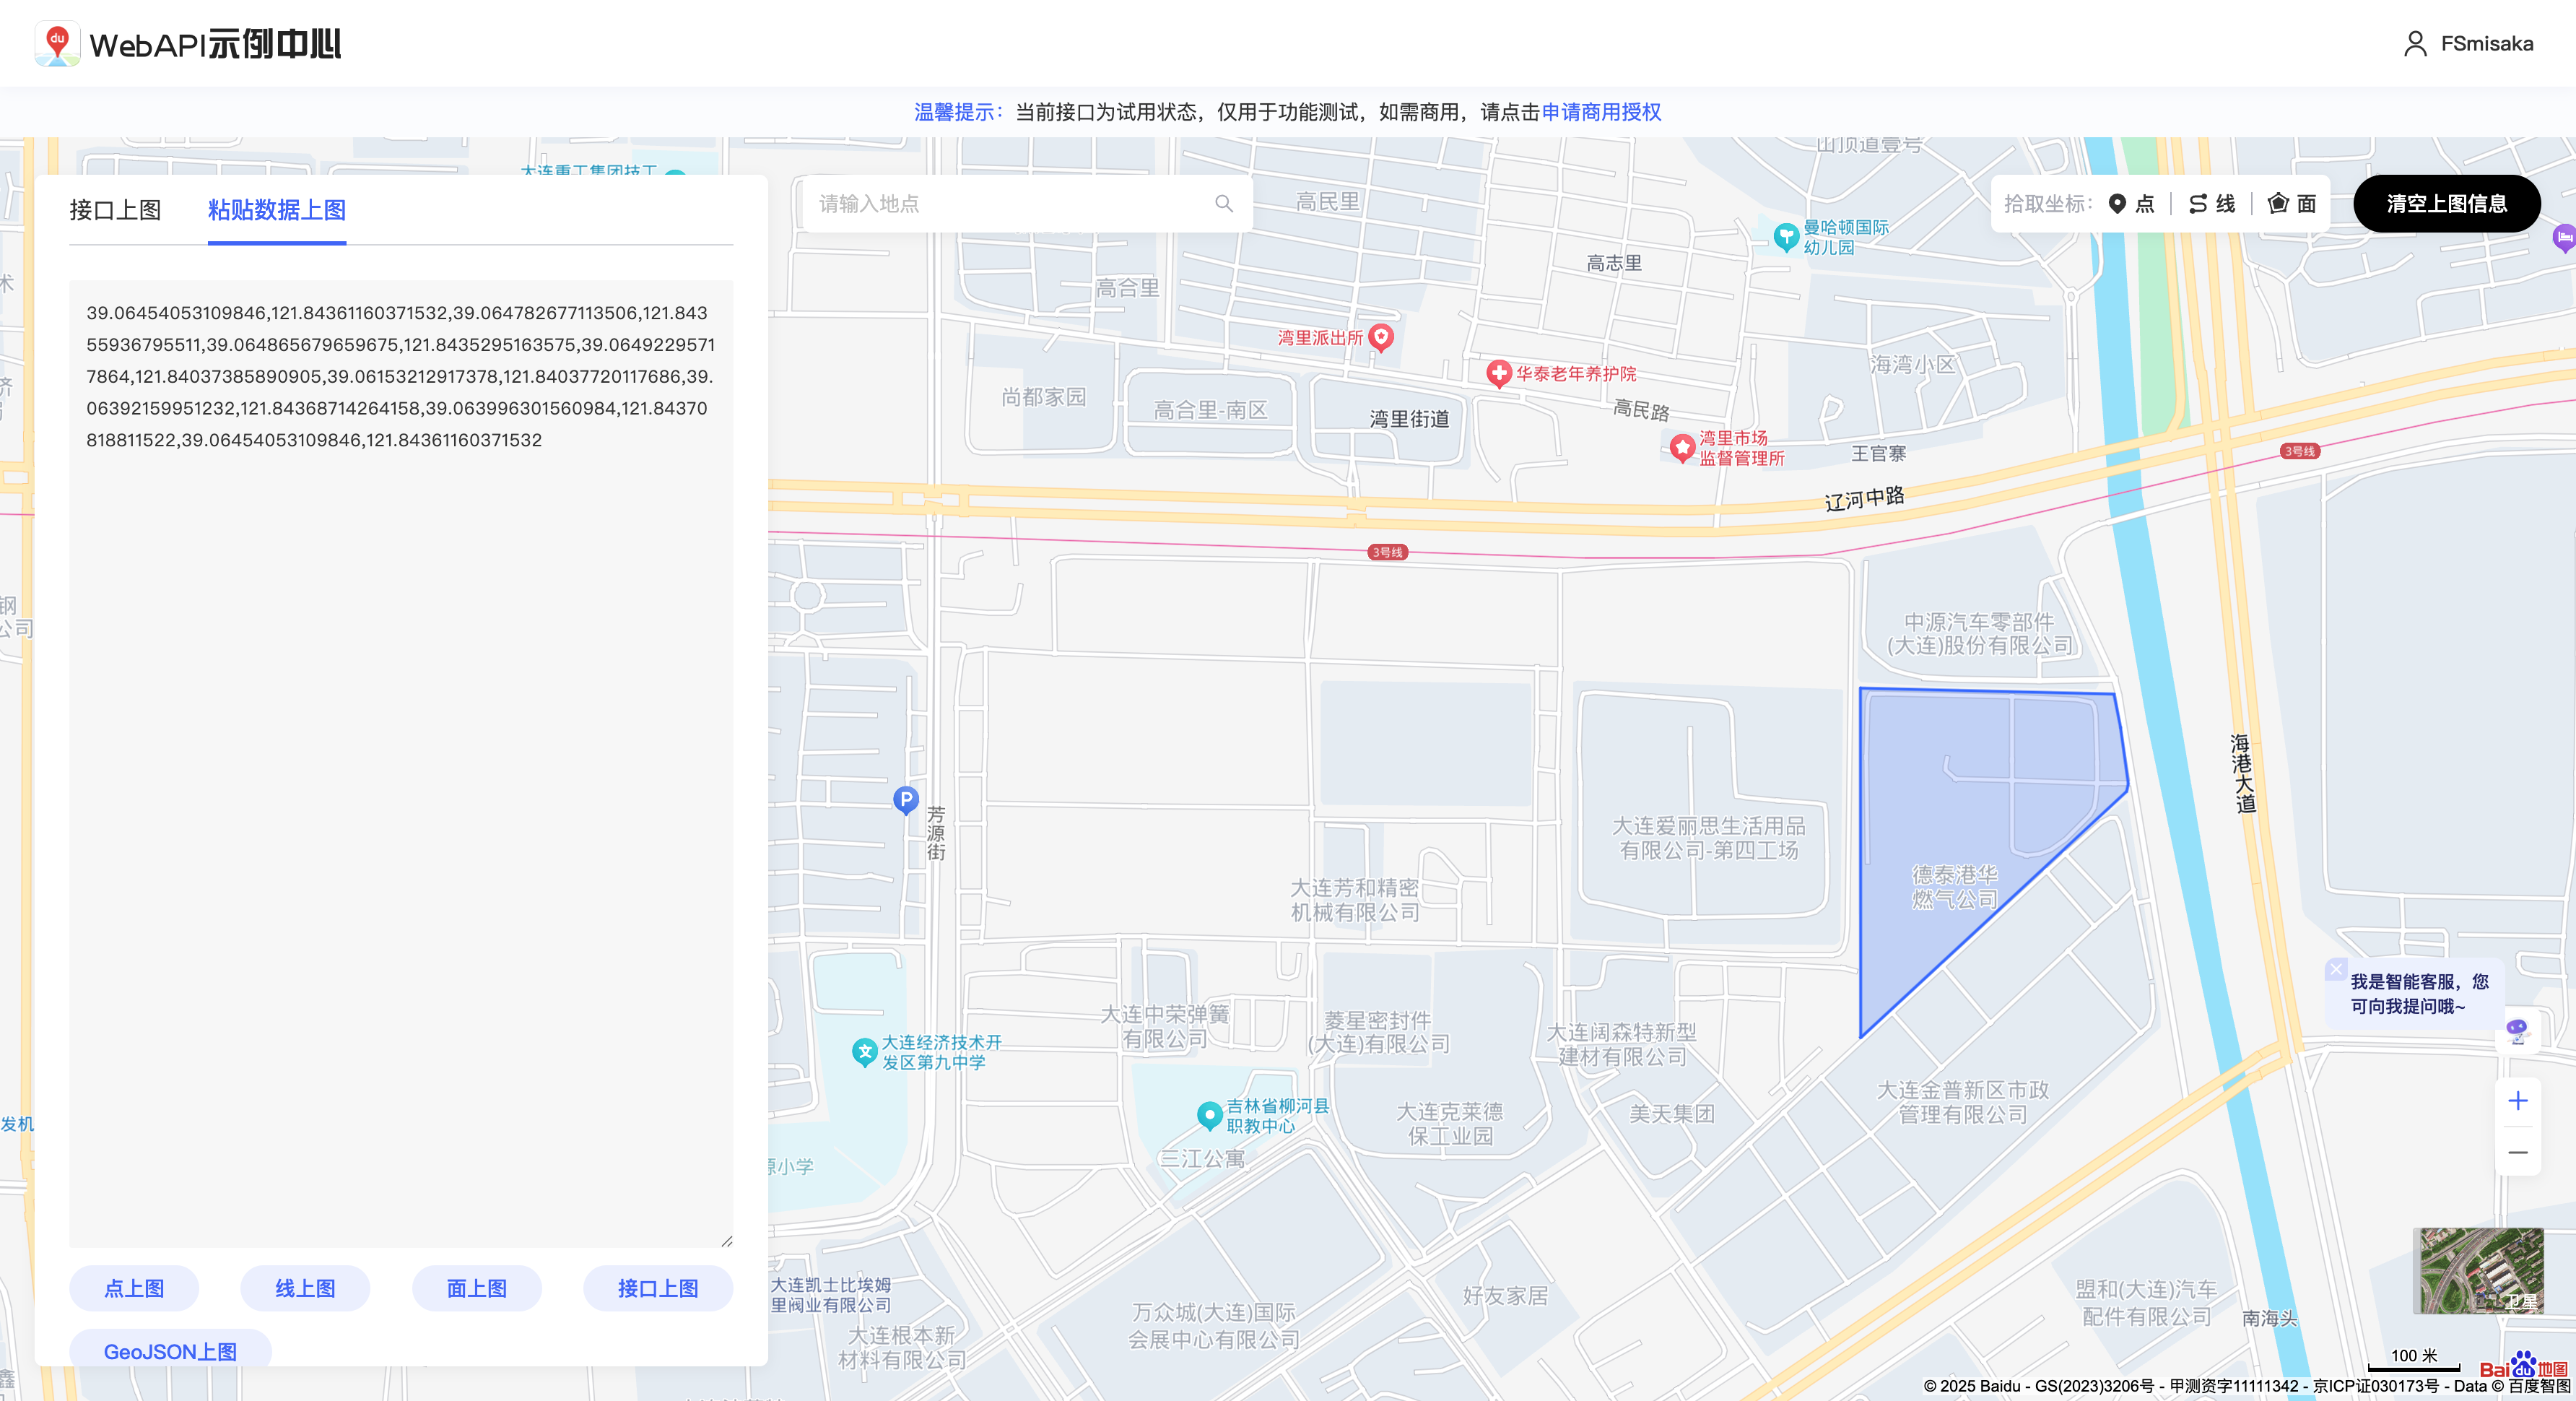 du WebAPI示例中心
FSmisaka
温馨提示：当前接口为试用状态，仅用于功能测试，如需商用，请点击申请商用授权
接口上图
粘贴数据上图
39.06454053109846,121.84361160371532,39.064782677113506,121.843
55936795511,39.064865679659675,121.8435295163575,39.0649229571
7864,121.84037385890905,39.06153212917378,121.84037720117686,39.
06392159951232,121.84368714264158,39.063996301560984,121.84370
818811522,39.06454053109846,121.84361160371532
点上图
线上图
面上图
接口上图
GeoJSON上图
请输入地点
拾取坐标：
点
线
面
清空上图信息
大连重工集团技工
山顶道壹号
高民里
曼哈顿国际
幼儿园
高志里
高合里
湾里派出所
华泰老年养护院
海湾小区
尚都家园
高合里-南区
湾里街道
高民路
湾里市场
监督管理所
王官寨
3号线
辽河中路
3号线
中源汽车零部件
(大连)股份有限公司
钢
公司
海港大道
P
芳源街
大连爱丽思生活用品
有限公司-第四工场
德泰港华
燃气公司
大连芳和精密
机械有限公司
我是智能客服，您
可向我提问哦~
大连中荣弹簧
有限公司
菱星密封件
(大连)有限公司
大连阔森特新型
建材有限公司
文
大连经济技术开
发区第九中学
大连金普新区市政
管理有限公司
吉林省柳河县
职教中心
大连克莱德
保工业园
美天集团
发机
三江公寓
源小学
大连凯士比埃姆
里阀业有限公司
好友家居
万众城(大连)国际
会展中心有限公司
盟和(大连)汽车
配件有限公司
南海头
卫星
大连根本新
材料有限公司
100 米
Bai du 地图
© 2025 Baidu - GS(2023)3206号 - 甲测资字11111342 - 京ICP证030173号 - Data © 百度智图